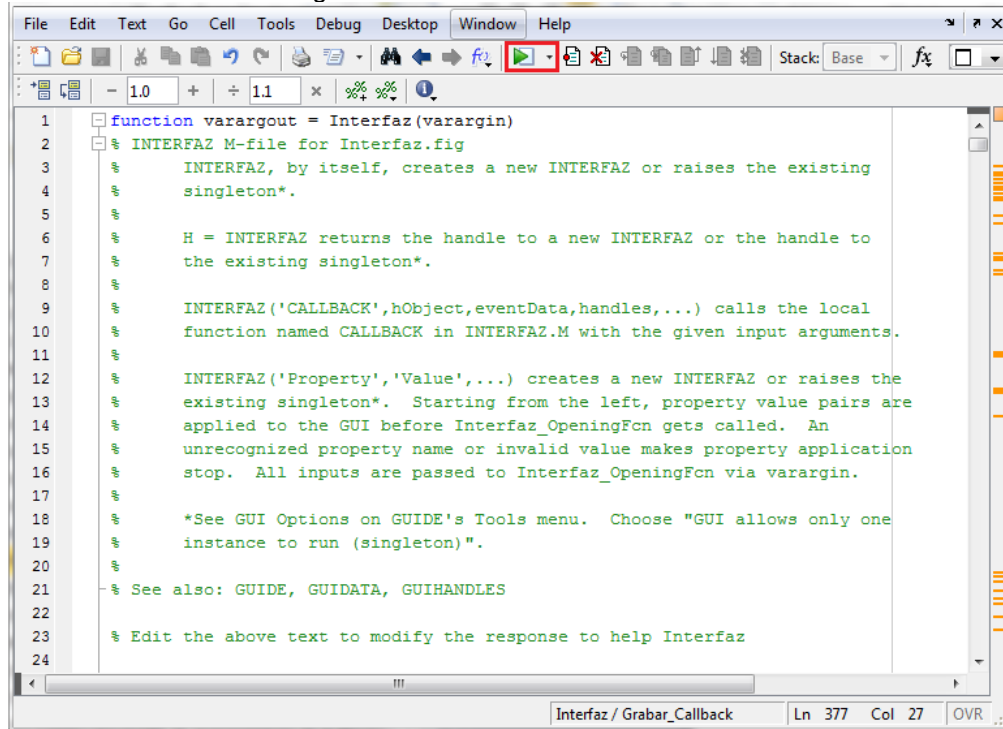 File Edit Text Go Cell Tools Debug Desktop Window Help
Stack: Base fx
- 1.0 + ÷ 1.1 ×
1 function varargout = Interfaz(varargin)
2 % INTERFAZ M-file for Interfaz.fig
3 % INTERFAZ, by itself, creates a new INTERFAZ or raises the existing
4 % singleton*.
5 %
6 % H = INTERFAZ returns the handle to a new INTERFAZ or the handle to
7 % the existing singleton*.
8 %
9 % INTERFAZ('CALLBACK',hObject,eventData,handles,...) calls the local
10 % function named CALLBACK in INTERFAZ.M with the given input arguments.
11 %
12 % INTERFAZ('Property','Value',...) creates a new INTERFAZ or raises the
13 % existing singleton*.  Starting from the left, property value pairs are
14 % applied to the GUI before Interfaz_OpeningFcn gets called.  An
15 % unrecognized property name or invalid value makes property application
16 % stop.  All inputs are passed to Interfaz_OpeningFcn via varargin.
17 %
18 % *See GUI Options on GUIDE's Tools menu.  Choose "GUI allows only one
19 % instance to run (singleton)".
20 %
21 % See also: GUIDE, GUIDATA, GUIHANDLES
22
23 % Edit the above text to modify the response to help Interfaz
24
Interfaz / Grabar_Callback Ln 377 Col 27 OVR